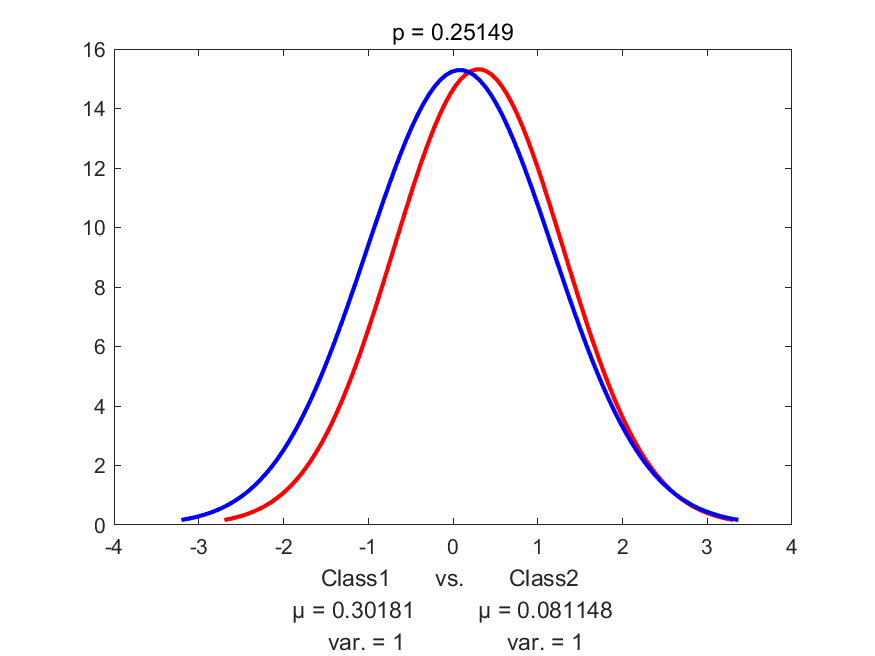 p = 0.25149
16
14
12
10
8
6
4
2
0
-4 -3 -2 -1 0 1 2 3 4
Class1 vs. Class2
μ = 0.30181 μ = 0.081148
var. = 1 var. = 1